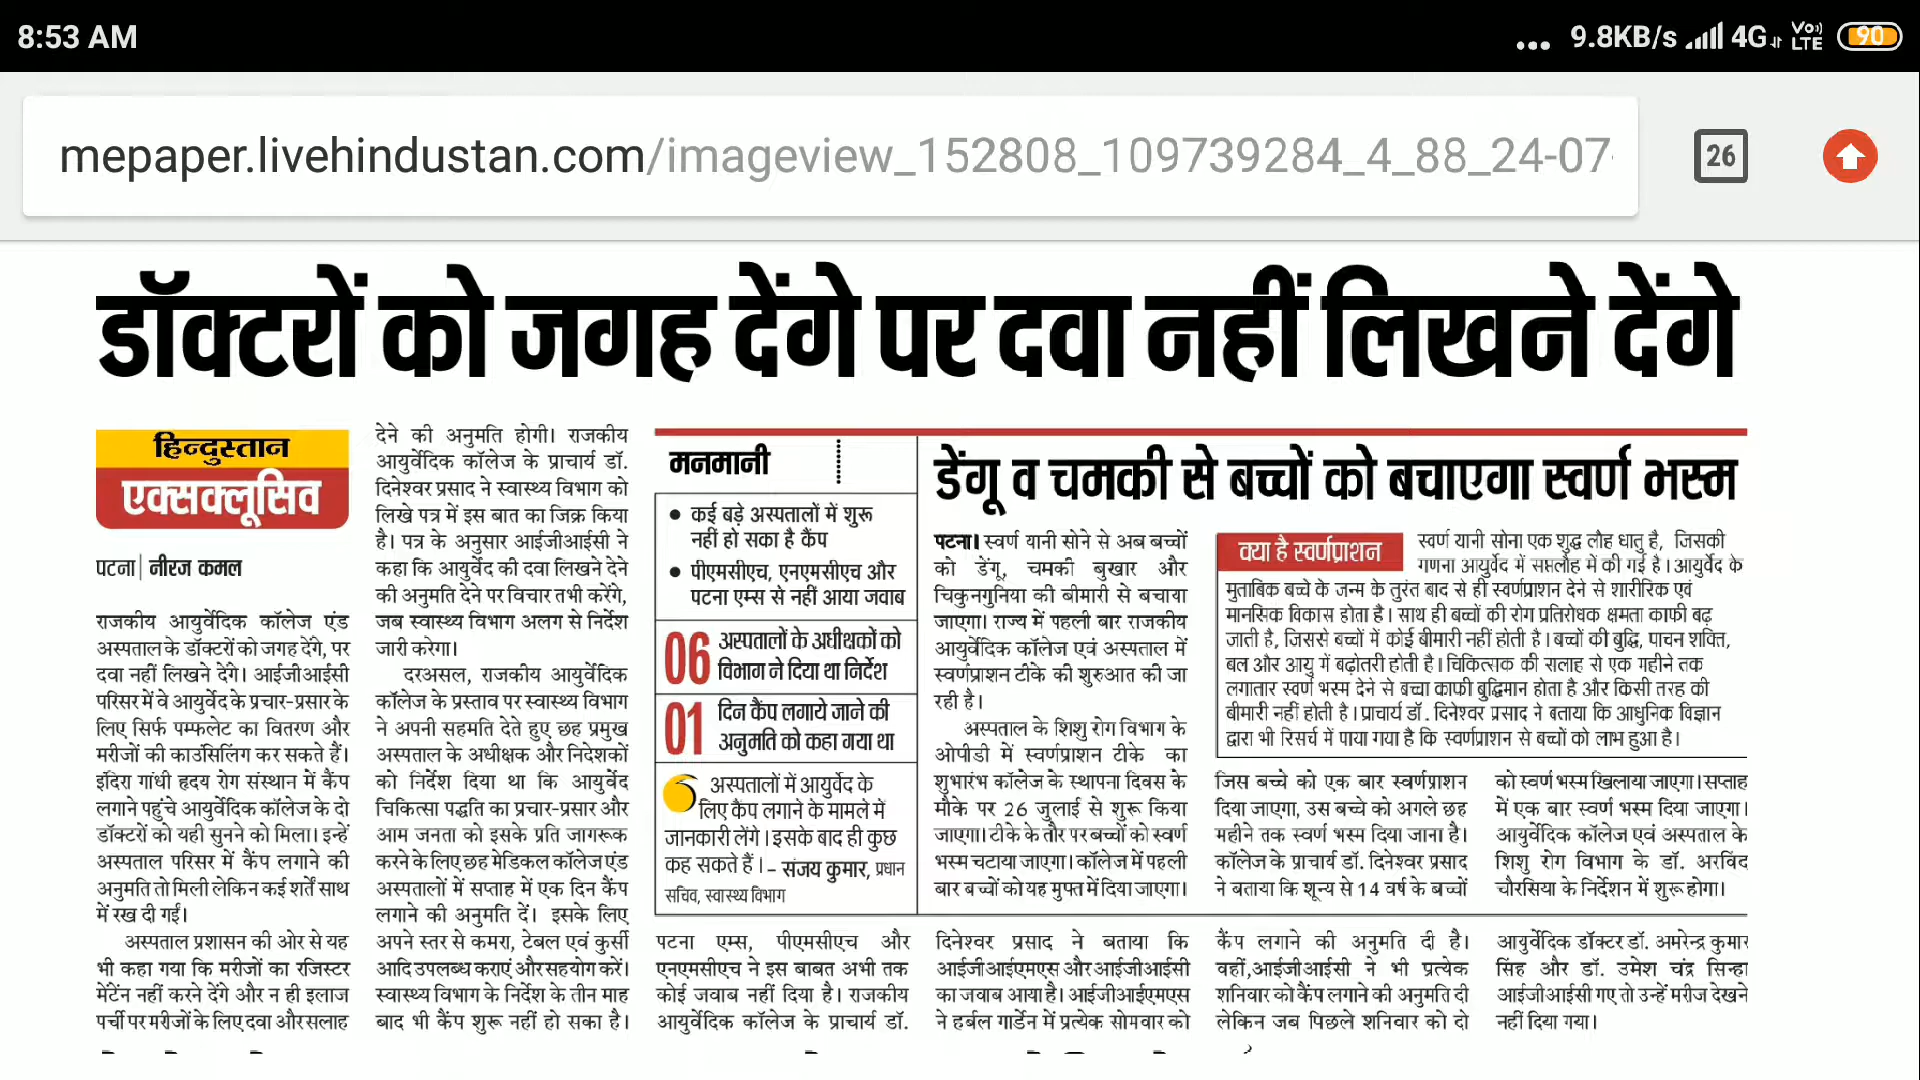 8:53 AM
... 9.8KB/s 4G VoLTE 90
mepaper.livehindustan.com/imageview_152808_109739284_4_88_24-07-
26
डॉक्टरों को जगह देंगे पर दवा नहीं लिखने देंगे
हिन्दुस्तान
एक्सक्लूसिव
पटना| नीरज कमल
राजकीय आयुर्वेदिक कॉलेज एंड
अस्पताल के डॉक्टरों को जगह देंगे, पर
दवा नहीं लिखने देंगे। आईजीआईसी
परिसर में वे आयुर्वेद के प्रचार-प्रसार के
लिए सिर्फ पम्फलेट का वितरण और
मरीजों की काउंसिलिंग कर सकते हैं।
इंदिरा गांधी हृदय रोग संस्थान में कैंप
लगाने पहुंचे आयुर्वेदिक कॉलेज के दो
डॉक्टरों को यही सुनने को मिला। इन्हें
अस्पताल परिसर में कैंप लगाने की
अनुमति तो मिली लेकिन कई शर्तें साथ
में रख दी गईं।
अस्पताल प्रशासन की ओर से यह
भी कहा गया कि मरीजों का रजिस्टर
मेंटेंन नहीं करने देंगे और न ही इलाज
पर्ची पर मरीजों के लिए दवा और सलाह
देने की अनुमति होगी। राजकीय
आयुर्वेदिक कॉलेज के प्राचार्य डॉ.
दिनेश्वर प्रसाद ने स्वास्थ्य विभाग को
लिखे पत्र में इस बात का जिक्र किया
है। पत्र के अनुसार आईजीआईसी ने
कहा कि आयुर्वेद की दवा लिखने देने
की अनुमति देने पर विचार तभी करेंगे,
जब स्वास्थ्य विभाग अलग से निर्देश
जारी करेगा।
दरअसल, राजकीय आयुर्वेदिक
कॉलेज के प्रस्ताव पर स्वास्थ्य विभाग
ने अपनी सहमति देते हुए छह प्रमुख
अस्पताल के अधीक्षक और निदेशकों
को निर्देश दिया था कि आयुर्वेद
चिकित्सा पद्धति का प्रचार-प्रसार और
आम जनता को इसके प्रति जागरूक
करने के लिए छह मेडिकल कॉलेज एंड
अस्पतालों में सप्ताह में एक दिन कैंप
लगाने की अनुमति दें। इसके लिए
अपने स्तर से कमरा, टेबल एवं कुर्सी
आदि उपलब्ध कराएं और सहयोग करें।
स्वास्थ्य विभाग के निर्देश के तीन माह
बाद भी कैंप शुरू नहीं हो सका है।
मनमानी
• कई बड़े अस्पतालों में शुरू
नहीं हो सका है कैंप
• पीएमसीएच, एनएमसीएच और
पटना एम्स से नहीं आया जवाब
06 अस्पतालों के अधीक्षकों को
विभाग ने दिया था निर्देश
01 दिन कैंप लगाये जाने की
अनुमति को कहा गया था
अस्पतालों में आयुर्वेद के
लिए कैंप लगाने के मामले में
जानकारी लेंगे। इसके बाद ही कुछ
कह सकते हैं। – संजय कुमार, प्रधान
सचिव, स्वास्थ्य विभाग
डेंगू व चमकी से बच्चों को बचाएगा स्वर्ण भस्म
पटना। स्वर्ण यानी सोने से अब बच्चों
को डेंगू, चमकी बुखार और
चिकुनगुनिया की बीमारी से बचाया
जाएगा। राज्य में पहली बार राजकीय
आयुर्वेदिक कॉलेज एवं अस्पताल में
स्वर्णप्राशन टीके की शुरुआत की जा
रही है।
अस्पताल के शिशु रोग विभाग के
ओपीडी में स्वर्णप्राशन टीके का
शुभारंभ कॉलेज के स्थापना दिवस के
मौके पर 26 जुलाई से शुरू किया
जाएगा। टीके के तौर पर बच्चों को स्वर्ण
भस्म चटाया जाएगा। कॉलेज में पहली
बार बच्चों को यह मुफ्त में दिया जाएगा।
क्या है स्वर्णप्राशन
स्वर्ण यानी सोना एक शुद्ध लौह धातु है, जिसकी
गणना आयुर्वेद में सप्तलौह में की गई है। आयुर्वेद के
मुताबिक बच्चे के जन्म के तुरंत बाद से ही स्वर्णप्राशन देने से शारीरिक एवं
मानसिक विकास होता है। साथ ही बच्चों की रोग प्रतिरोधक क्षमता काफी बढ़
जाती है, जिससे बच्चों में कोई बीमारी नहीं होती है। बच्चों की बुद्धि, पाचन शक्ति,
बल और आयु में बढ़ोतरी होती है। चिकित्सक की सलाह से एक महीने तक
लगातार स्वर्ण भस्म देने से बच्चा काफी बुद्धिमान होता है और किसी तरह की
बीमारी नहीं होती है। प्राचार्य डॉ. दिनेश्वर प्रसाद ने बताया कि आधुनिक विज्ञान
द्वारा भी रिसर्च में पाया गया है कि स्वर्णप्राशन से बच्चों को लाभ हुआ है।
जिस बच्चे को एक बार स्वर्णप्राशन
दिया जाएगा, उस बच्चे को अगले छह
महीने तक स्वर्ण भस्म दिया जाना है।
कॉलेज के प्राचार्य डॉ. दिनेश्वर प्रसाद
ने बताया कि शून्य से 14 वर्ष के बच्चों
को स्वर्ण भस्म खिलाया जाएगा। सप्ताह
में एक बार स्वर्ण भस्म दिया जाएगा।
आयुर्वेदिक कॉलेज एवं अस्पताल के
शिशु रोग विभाग के डॉ. अरविंद
चौरसिया के निर्देशन में शुरू होगा।
पटना एम्स, पीएमसीएच और
एनएमसीएच ने इस बाबत अभी तक
कोई जवाब नहीं दिया है। राजकीय
आयुर्वेदिक कॉलेज के प्राचार्य डॉ.
दिनेश्वर प्रसाद ने बताया कि
आईजीआईएमएस और आईजीआईसी
का जवाब आया है। आईजीआईएमएस
ने हर्बल गार्डेन में प्रत्येक सोमवार को
कैंप लगाने की अनुमति दी है।
वहीं, आईजीआईसी ने भी प्रत्येक
शनिवार को कैंप लगाने की अनुमति दी
लेकिन जब पिछले शनिवार को दो
आयुर्वेदिक डॉक्टर डॉ. अमरेन्द्र कुमार
सिंह और डॉ. उमेश चंद्र सिन्हा
आईजीआईसी गए तो उन्हें मरीज देखने
नहीं दिया गया।